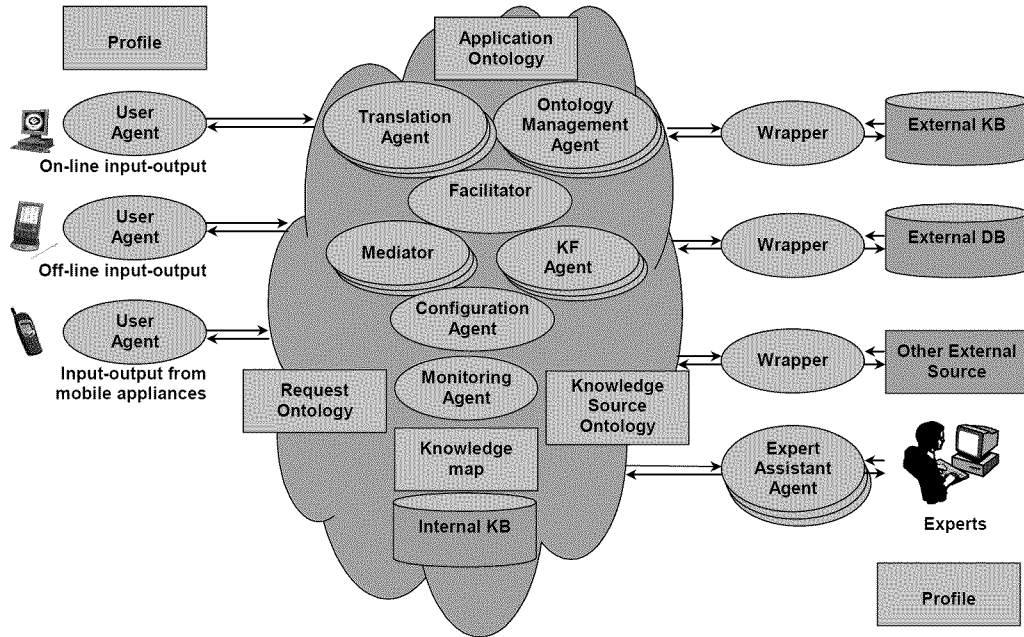 Profile
Application
Ontology
User
Agent
On-line input-output
Translation
Agent
Ontology
Management
Agent
Wrapper
External KB
Facilitator
User
Agent
Off-line input-output
Mediator
KF
Agent
Wrapper
External DB
Configuration
Agent
User
Agent
Input-output from
mobile appliances
Wrapper
Other External
Source
Request
Ontology
Monitoring
Agent
Knowledge
Source
Ontology
Knowledge
map
Expert
Assistant
Agent
Experts
Internal KB
Profile